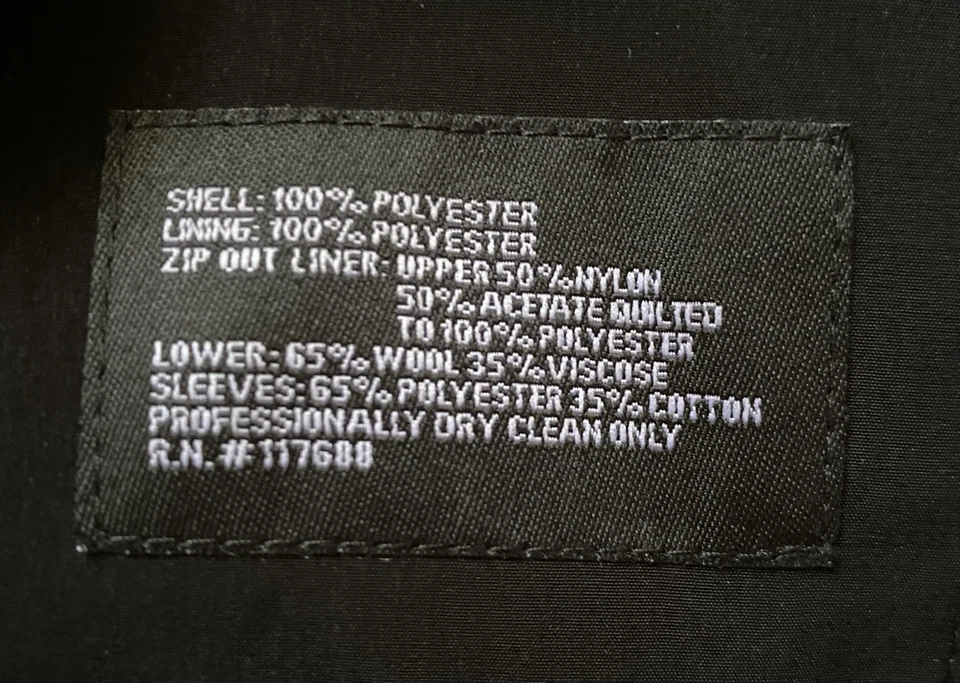 SHELL: 100% POLYESTER
LINING: 100% POLYESTER
ZIP OUT LINER: UPPER 50% NYLON
50% ACETATE QUILTED
TO 100% POLYESTER
LOWER: 65% WOOL 35% VISCOSE
SLEEVES: 65% POLYESTER 35% COTTON
PROFESSIONALLY DRY CLEAN ONLY
R.N. # 117688